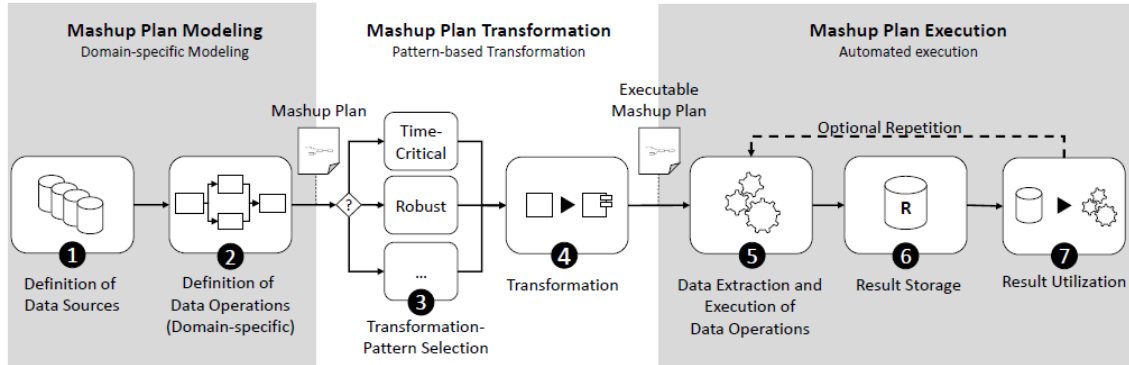 Mashup Plan Modeling
Domain-specific Modeling
Mashup Plan Transformation
Pattern-based Transformation
Mashup Plan Execution
Automated execution
Mashup Plan
Executable
Mashup Plan
Time-
Critical
Robust
...
?
Optional Repetition
R
1
Definition of
Data Sources
2
Definition of
Data Operations
(Domain-specific)
3
Transformation-
Pattern Selection
4
Transformation
5
Data Extraction and
Execution of
Data Operations
6
Result Storage
7
Result Utilization